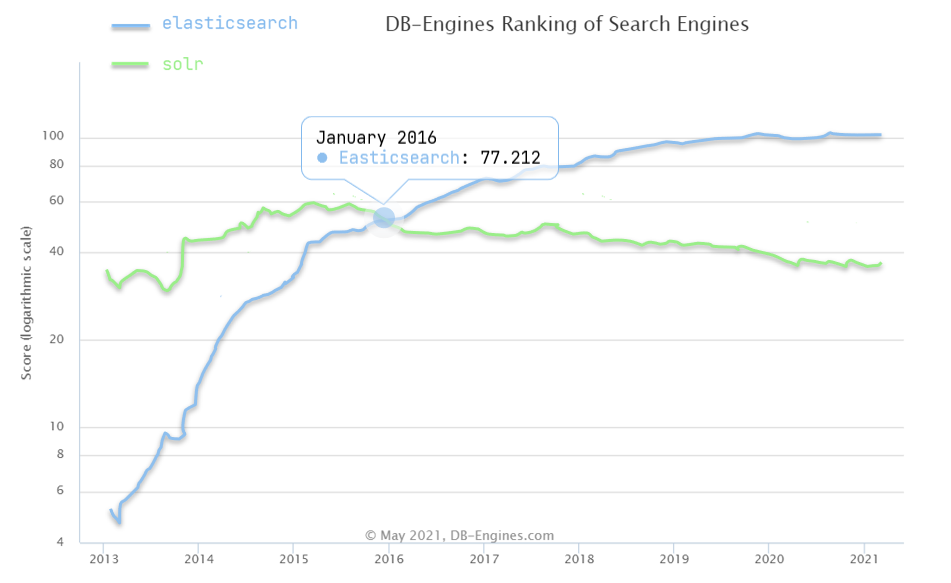 elasticsearch
DB-Engines Ranking of Search Engines
solr
January 2016
Easticsearch: 77.212
100
80
60
40
20
10
8
6
4
Score (logarithmic scale)
© May 2021, DB-Engines.com
2013 2014 2015 2016 2017 2018 2019 2020 2021